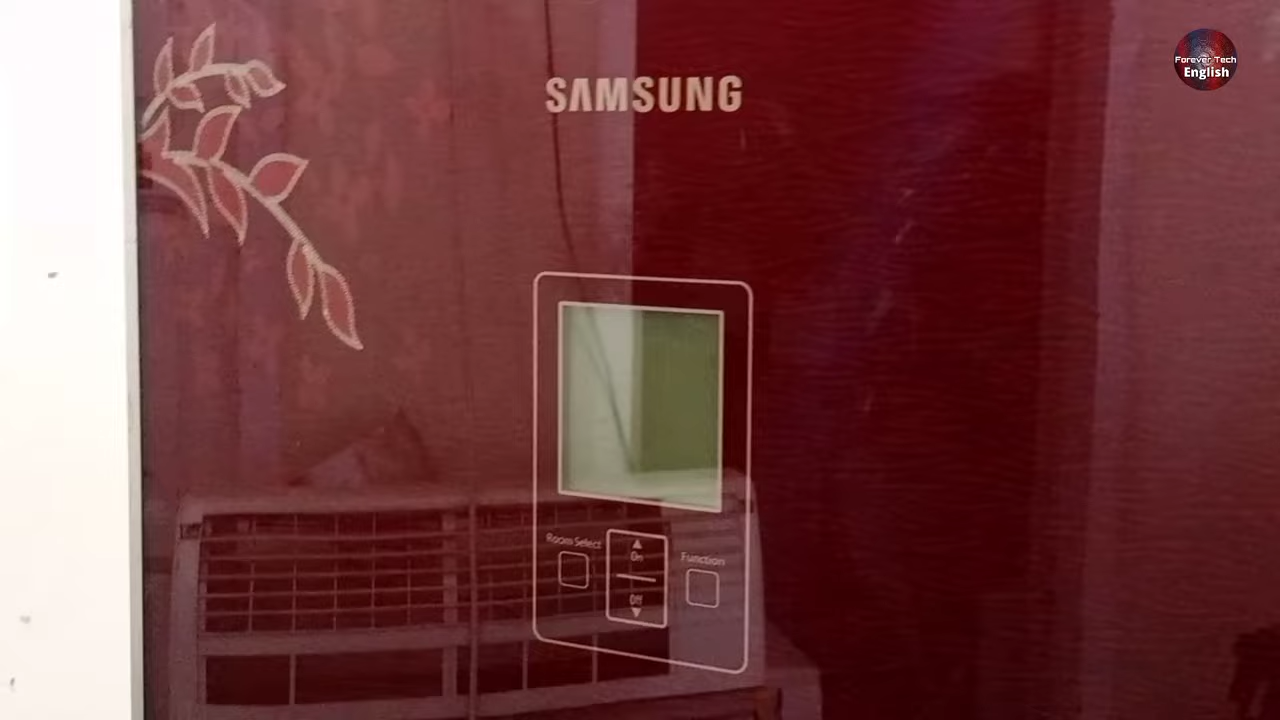 SAMSUNG
Forever Tech
English
Room Select
On
Off
Function